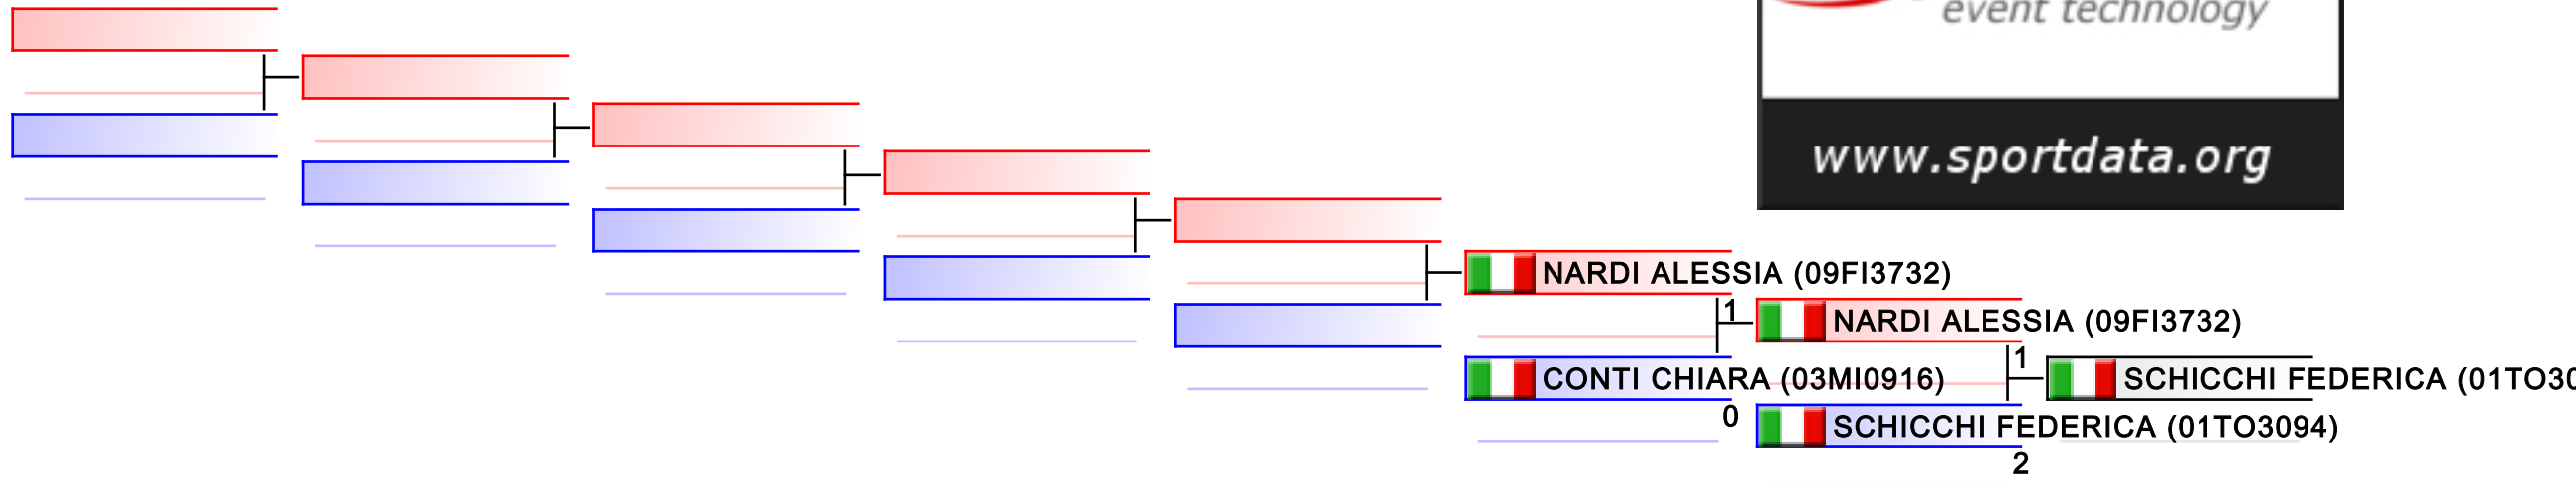 event technology
www.sportdata.org
NARDI ALESSIA (09FI3732)
1
NARDI ALESSIA (09FI3732)
CONTI CHIARA (03MI0916)
0
1
SCHICCHI FEDERICA (01TO30
SCHICCHI FEDERICA (01TO3094)
2